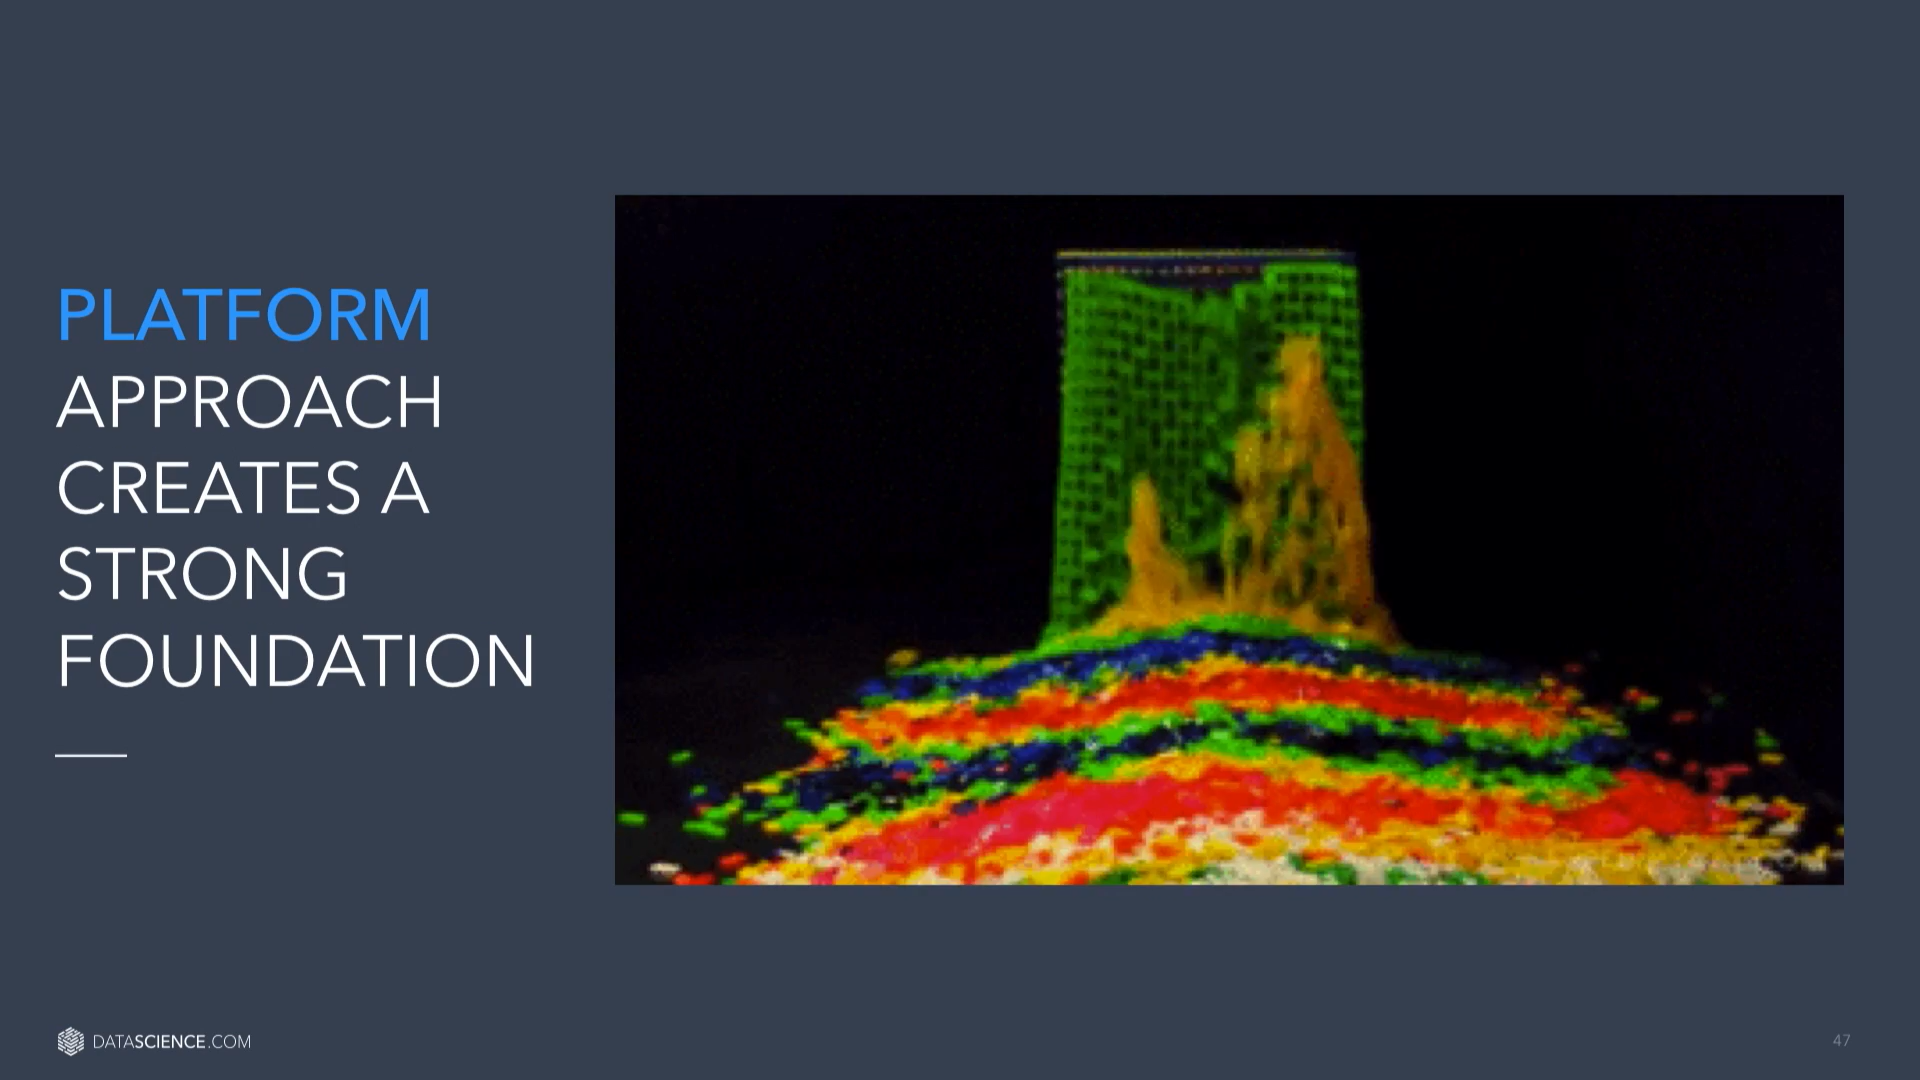 PLATFORM
APPROACH
CREATES A
STRONG
FOUNDATION
DATASCIENCE.COM
47